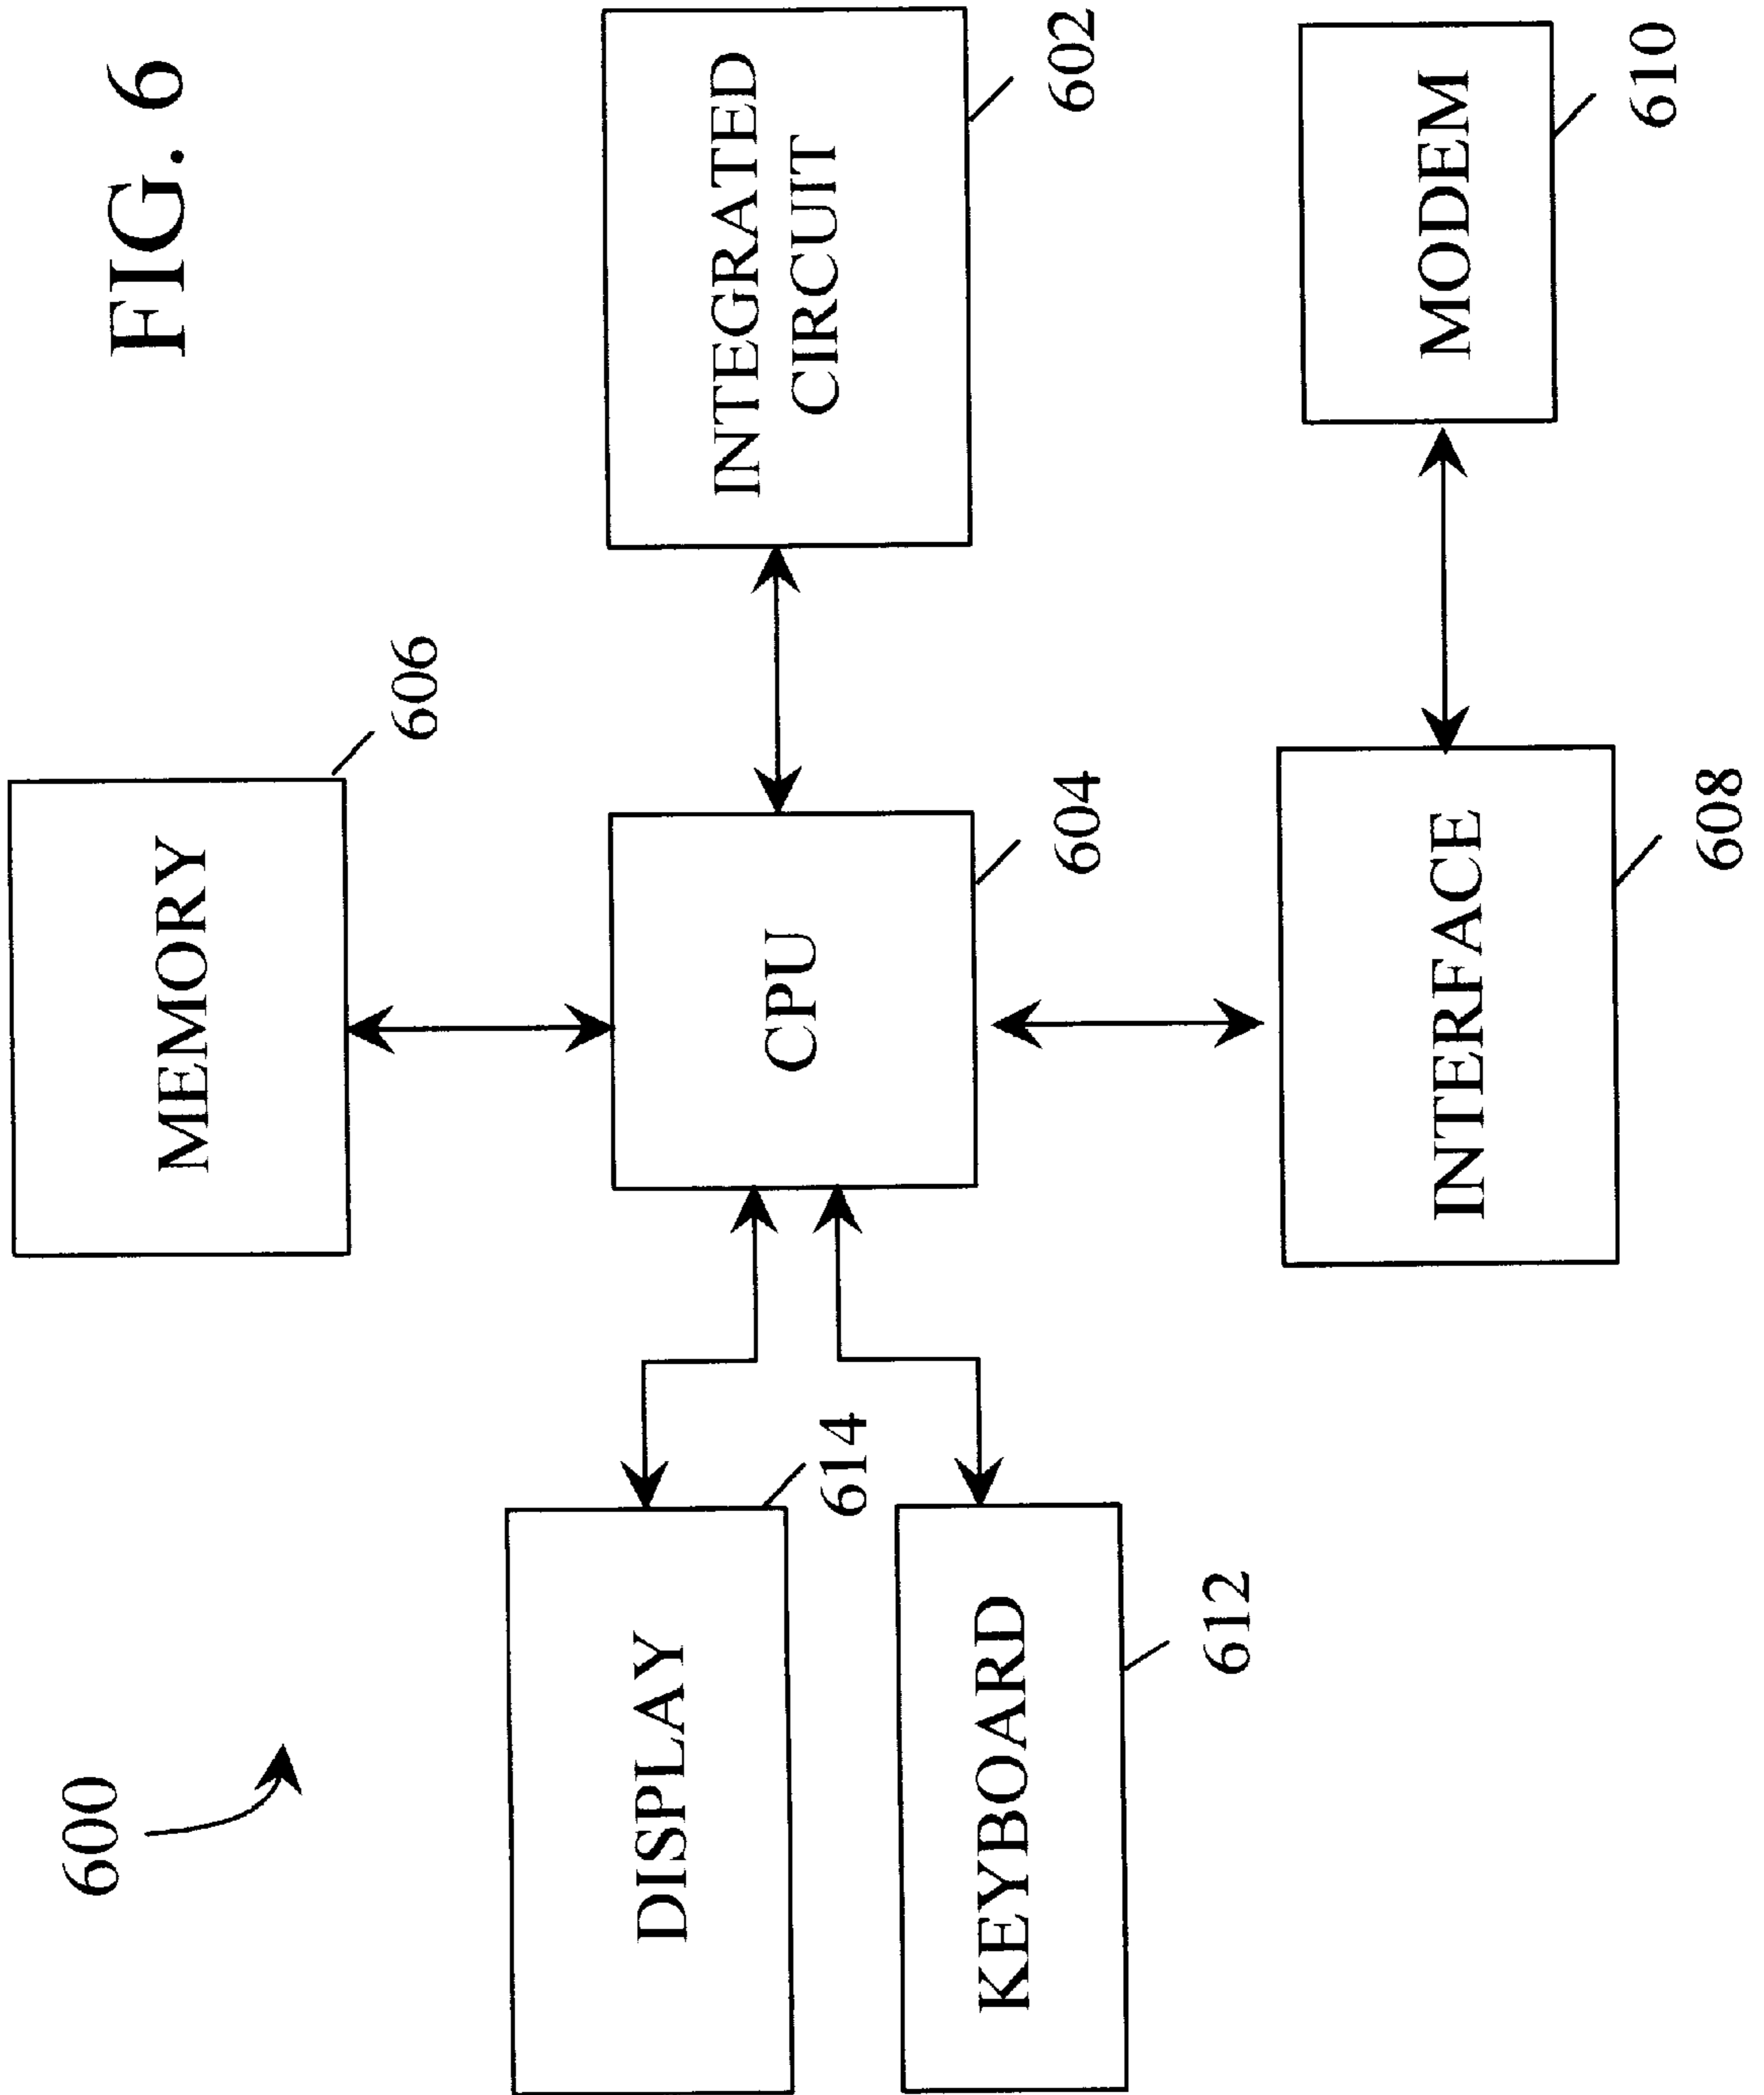 FIG. 6
600
MEMORY
606
DISPLAY
614
KEYBOARD
612
CPU
604
INTEGRATED
CIRCUIT
602
INTERFACE
608
MODEM
610